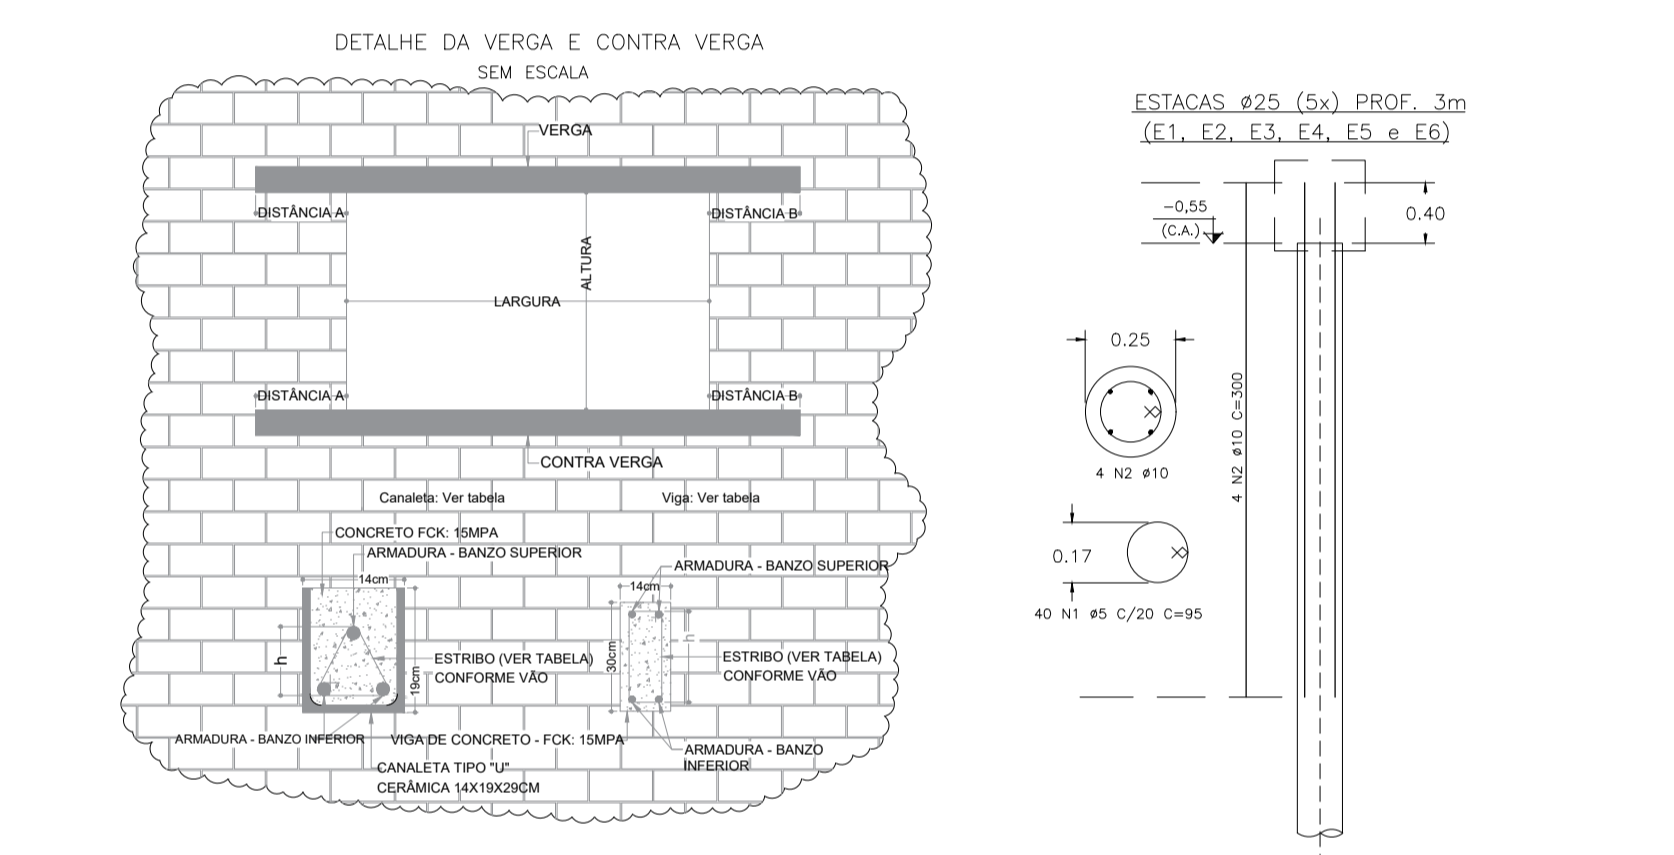 DETALHE DA VERGA E CONTRA VERGA
SEM ESCALA
VERGA
DISTÂNCIA A
DISTÂNCIA B
ALTURA
LARGURA
DISTÂNCIA A
DISTÂNCIA B
CONTRA VERGA
Canaleta: Ver tabela
Viga: Ver tabela
CONCRETO FCK: 15MPA
ARMADURA - BANZO SUPERIOR
14cm
h
19cm
ESTRIBO (VER TABELA)
CONFORME VÃO
ARMADURA - BANZO INFERIOR
CANALETA TIPO "U"
CERÂMICA 14X19X29CM
ARMADURA - BANZO SUPERIOR
14cm
30cm
h
ESTRIBO (VER TABELA)
CONFORME VÃO
VIGA DE CONCRETO - FCK: 15MPA
ARMADURA - BANZO
INFERIOR
ESTACAS ø25 (5x) PROF. 3m
(E1, E2, E3, E4, E5 e E6)
-0,55
(C.A.)
0.40
0.25
4 N2 ø10
4 N2 ø10 C=300
0.17
40 N1 ø5 C/20 C=95